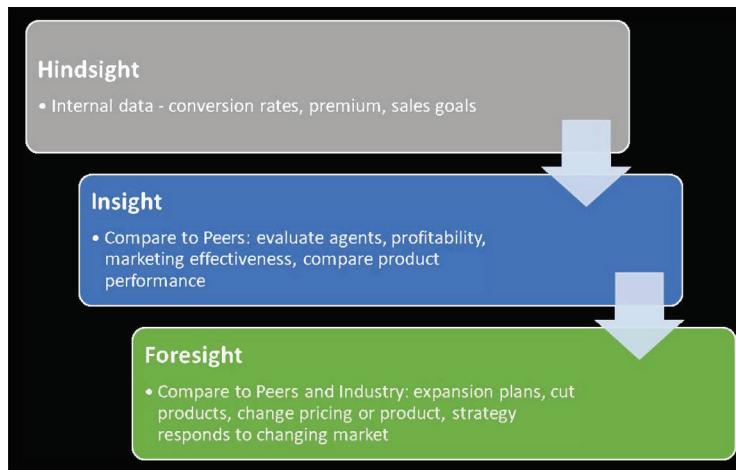 Hindsight
• Internal data - conversion rates, premium, sales goals
Insight
• Compare to Peers: evaluate agents, profitability,
marketing effectiveness, compare product
performance
Foresight
• Compare to Peers and Industry: expansion plans, cut
products, change pricing or product, strategy
responds to changing market